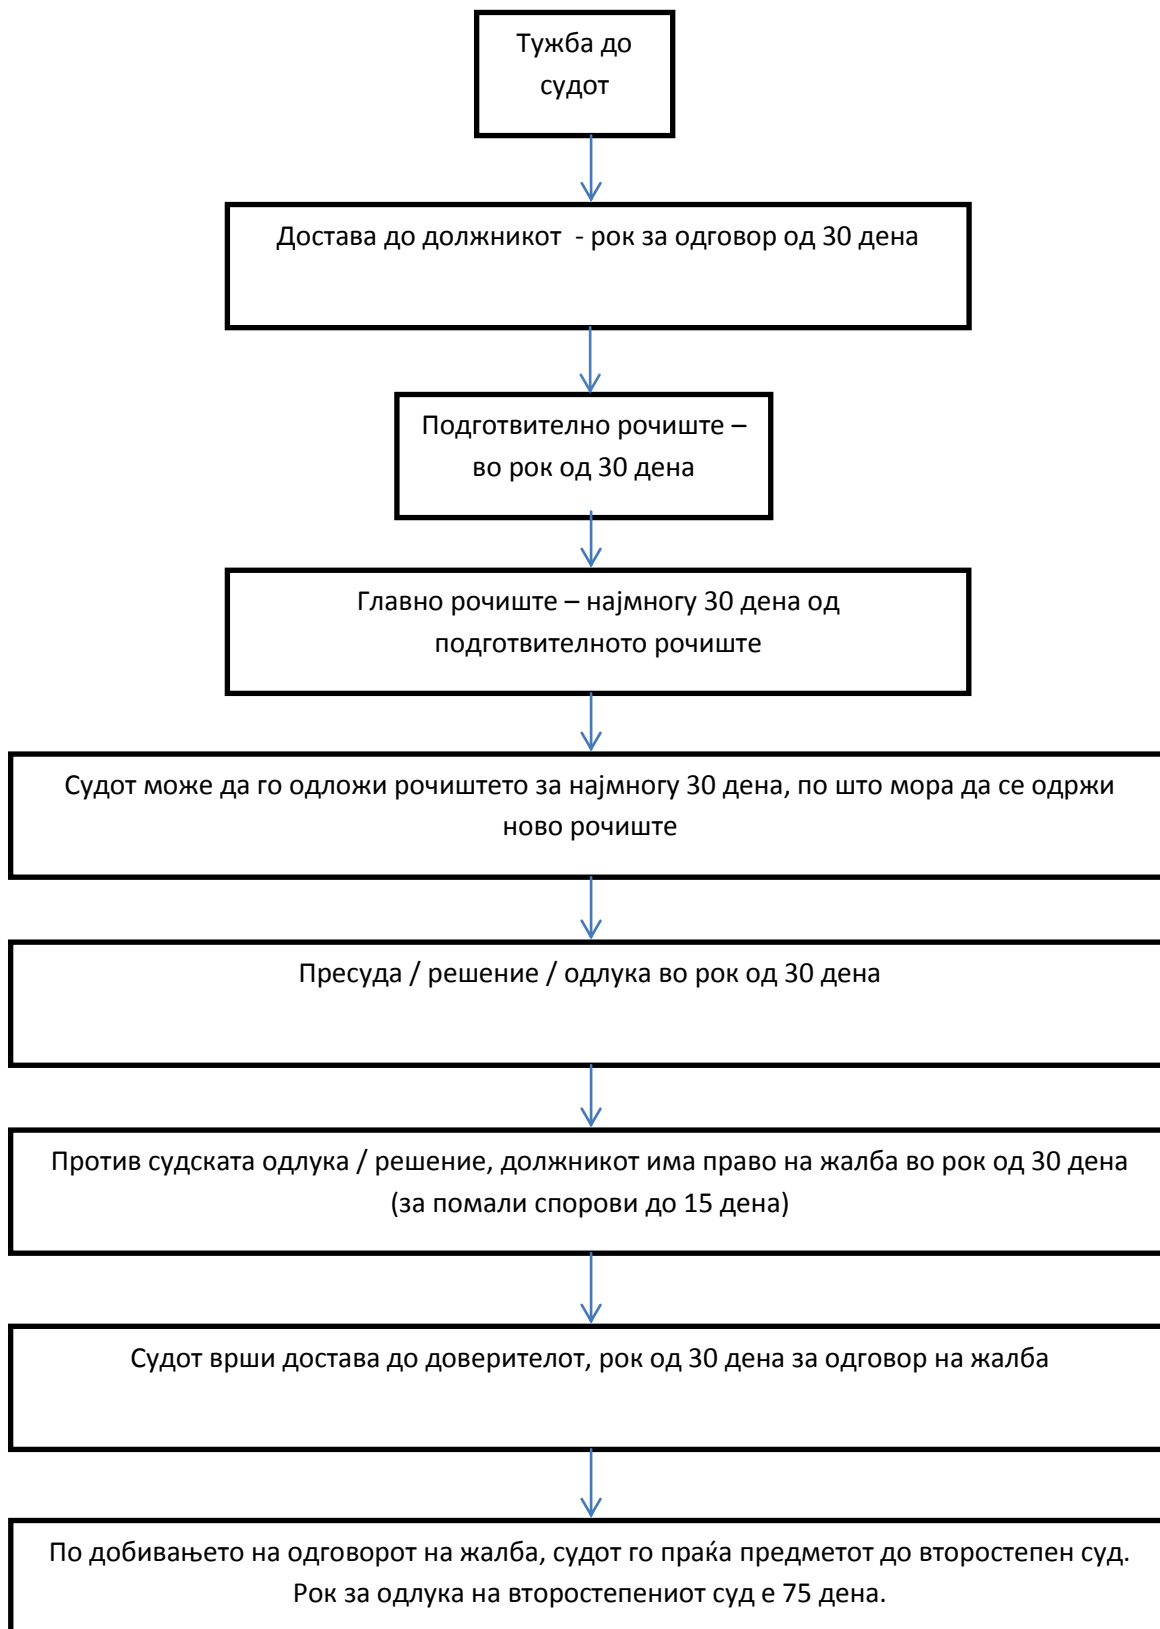 Тужба до
судот
Достава до должникот - рок за одговор од 30 дена
Подготвително рочиште –
во рок од 30 дена
Главно рочиште – најмногу 30 дена од
подготвителното рочиште
Судот може да го одложи рочиштето за најмногу 30 дена, по што мора да се одржи
ново рочиште
Пресуда / решение / одлука во рок од 30 дена
Против судската одлука / решение, должникот има право на жалба во рок од 30 дена
(за помали спорови до 15 дена)
Судот врши достава до доверителот, рок од 30 дена за одговор на жалба
По добивањето на одговорот на жалба, судот го праќа предметот до второстепен суд.
Рок за одлука на второстепениот суд е 75 дена.